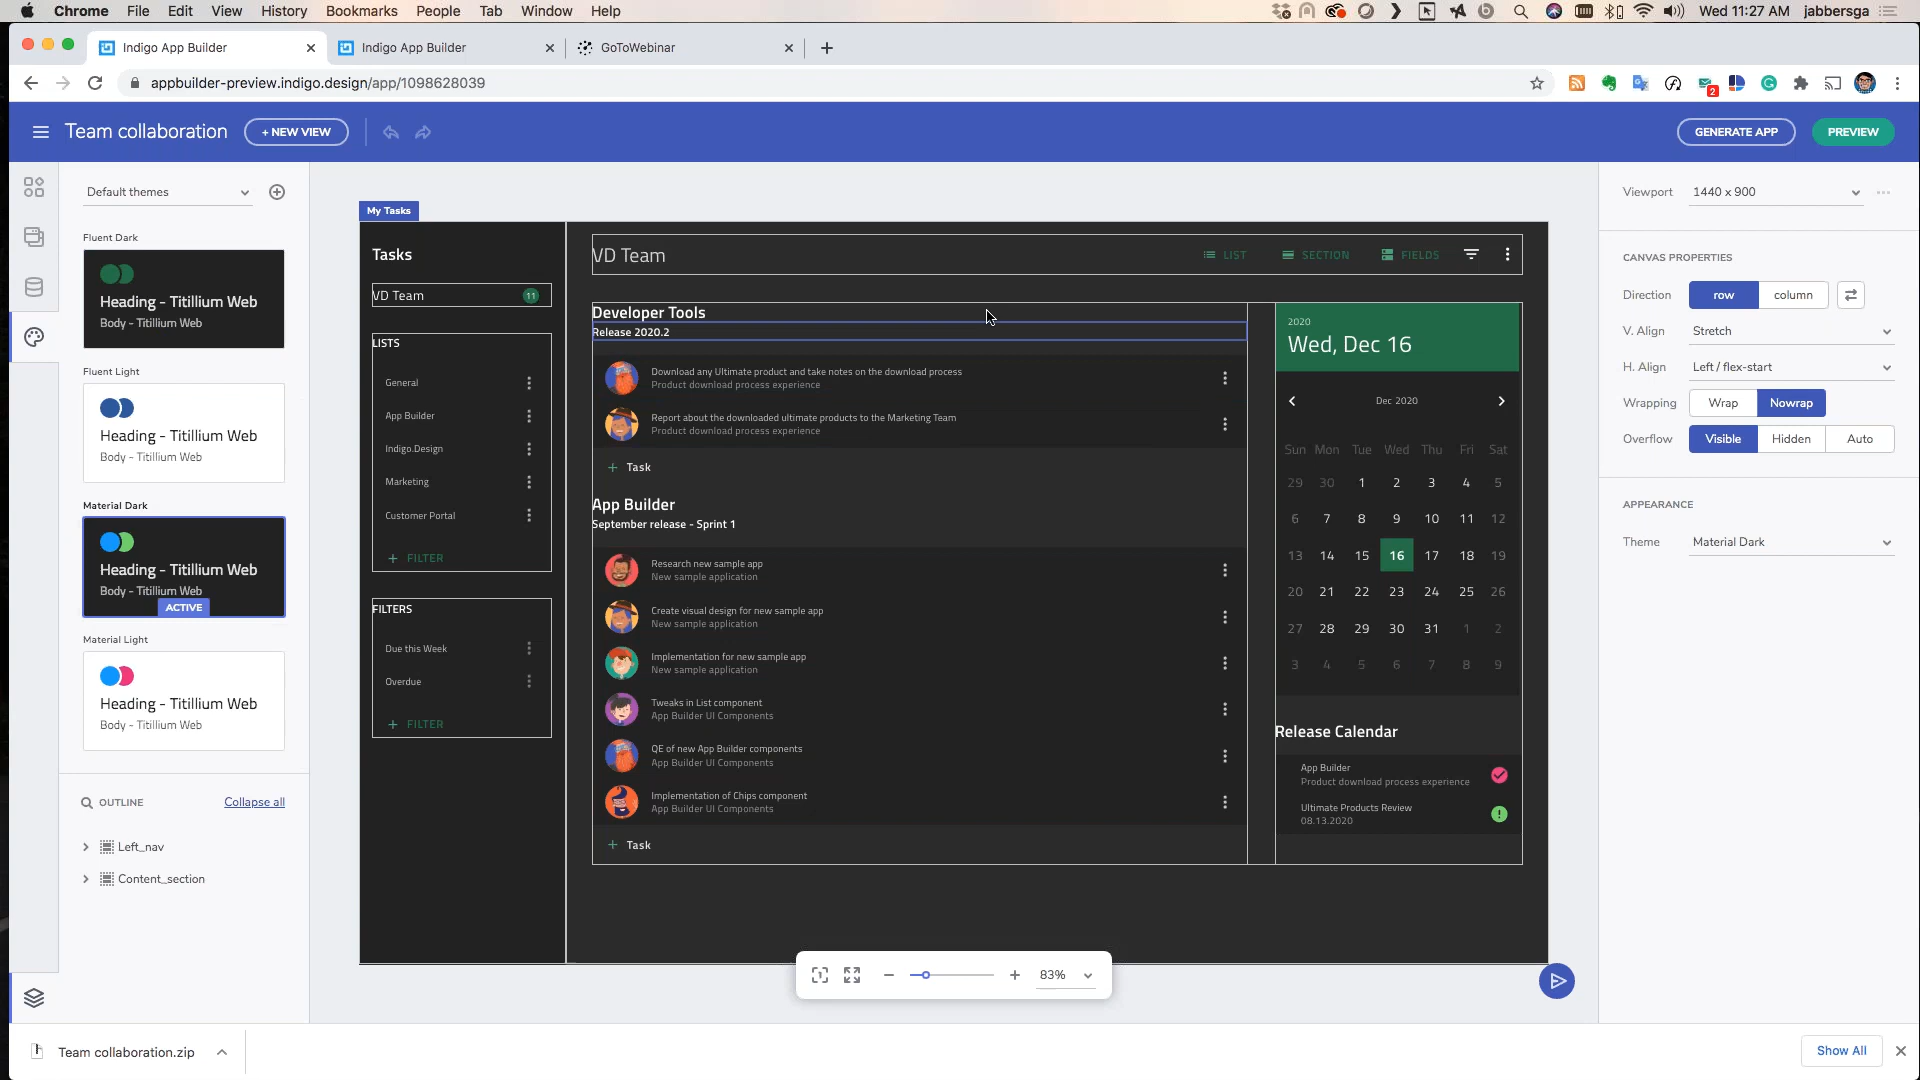 Chrome File Edit View History Bookmarks People Tab Window Help
Wed 11:27 AM jabbersga
Indigo App Builder
Indigo App Builder
GoToWebinar
appbuilder-preview.indigo.design/app/1098628039
2
Team collaboration
+ NEW VIEW
GENERATE APP
PREVIEW
Default themes
Fluent Dark
Heading - Titillium Web
Body - Titillium Web
Fluent Light
Heading - Titillium Web
Body - Titillium Web
Material Dark
Heading - Titillium Web
Body - Titillium Web
ACTIVE
Material Light
Heading - Titillium Web
Body - Titillium Web
OUTLINE
Collapse all
Left_nav
Content_section
My Tasks
Tasks
VD Team
11
LISTS
General
App Builder
Indigo.Design
Marketing
Customer Portal
+ FILTER
FILTERS
Due this Week
Overdue
+ FILTER
VD Team
LIST
SECTION
FIELDS
Developer Tools
Release 2020.2
Download any Ultimate product and take notes on the download process
Product download process experience
Report about the downloaded ultimate products to the Marketing Team
Product download process experience
+ Task
App Builder
September release - Sprint 1
Research new sample app
New sample application
Create visual design for new sample app
New sample application
Implementation for new sample app
New sample application
Tweaks in List component
App Builder UI Components
QE of new App Builder components
App Builder UI Components
Implementation of Chips component
App Builder UI Components
+ Task
2020
Wed, Dec 16
Dec 2020
Sun Mon Tue Wed Thu Fri Sat
29 30 1 2 3 4 5
6 7 8 9 10 11 12
13 14 15 16 17 18 19
20 21 22 23 24 25 26
27 28 29 30 31 1 2
3 4 5 6 7 8 9
Release Calendar
App Builder
Product download process experience
Ultimate Products Review
08.13.2020
83%
Viewport 1440 x 900
CANVAS PROPERTIES
Direction row column
V. Align Stretch
H. Align Left / flex-start
Wrapping Wrap Nowrap
Overflow Visible Hidden Auto
APPEARANCE
Theme Material Dark
Team collaboration.zip
Show All